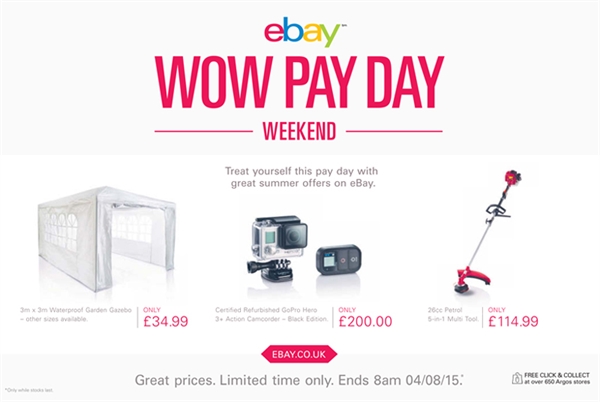 ebay
WOW PAY DAY
WEEKEND
Treat yourself this pay day with
great summer offers on eBay.
3m x 3m Waterproof Garden Gazebo
– other sizes available.
ONLY
£34.99
Certified Refurbished GoPro Hero
3+ Action Camcorder – Black Edition.
ONLY
£200.00
26cc Petrol
5-in-1 Multi Tool.
ONLY
£114.99
EBAY.CO.UK
Great prices. Limited time only. Ends 8am 04/08/15.*
FREE CLICK & COLLECT
at over 650 Argos stores
*Only while stocks last.